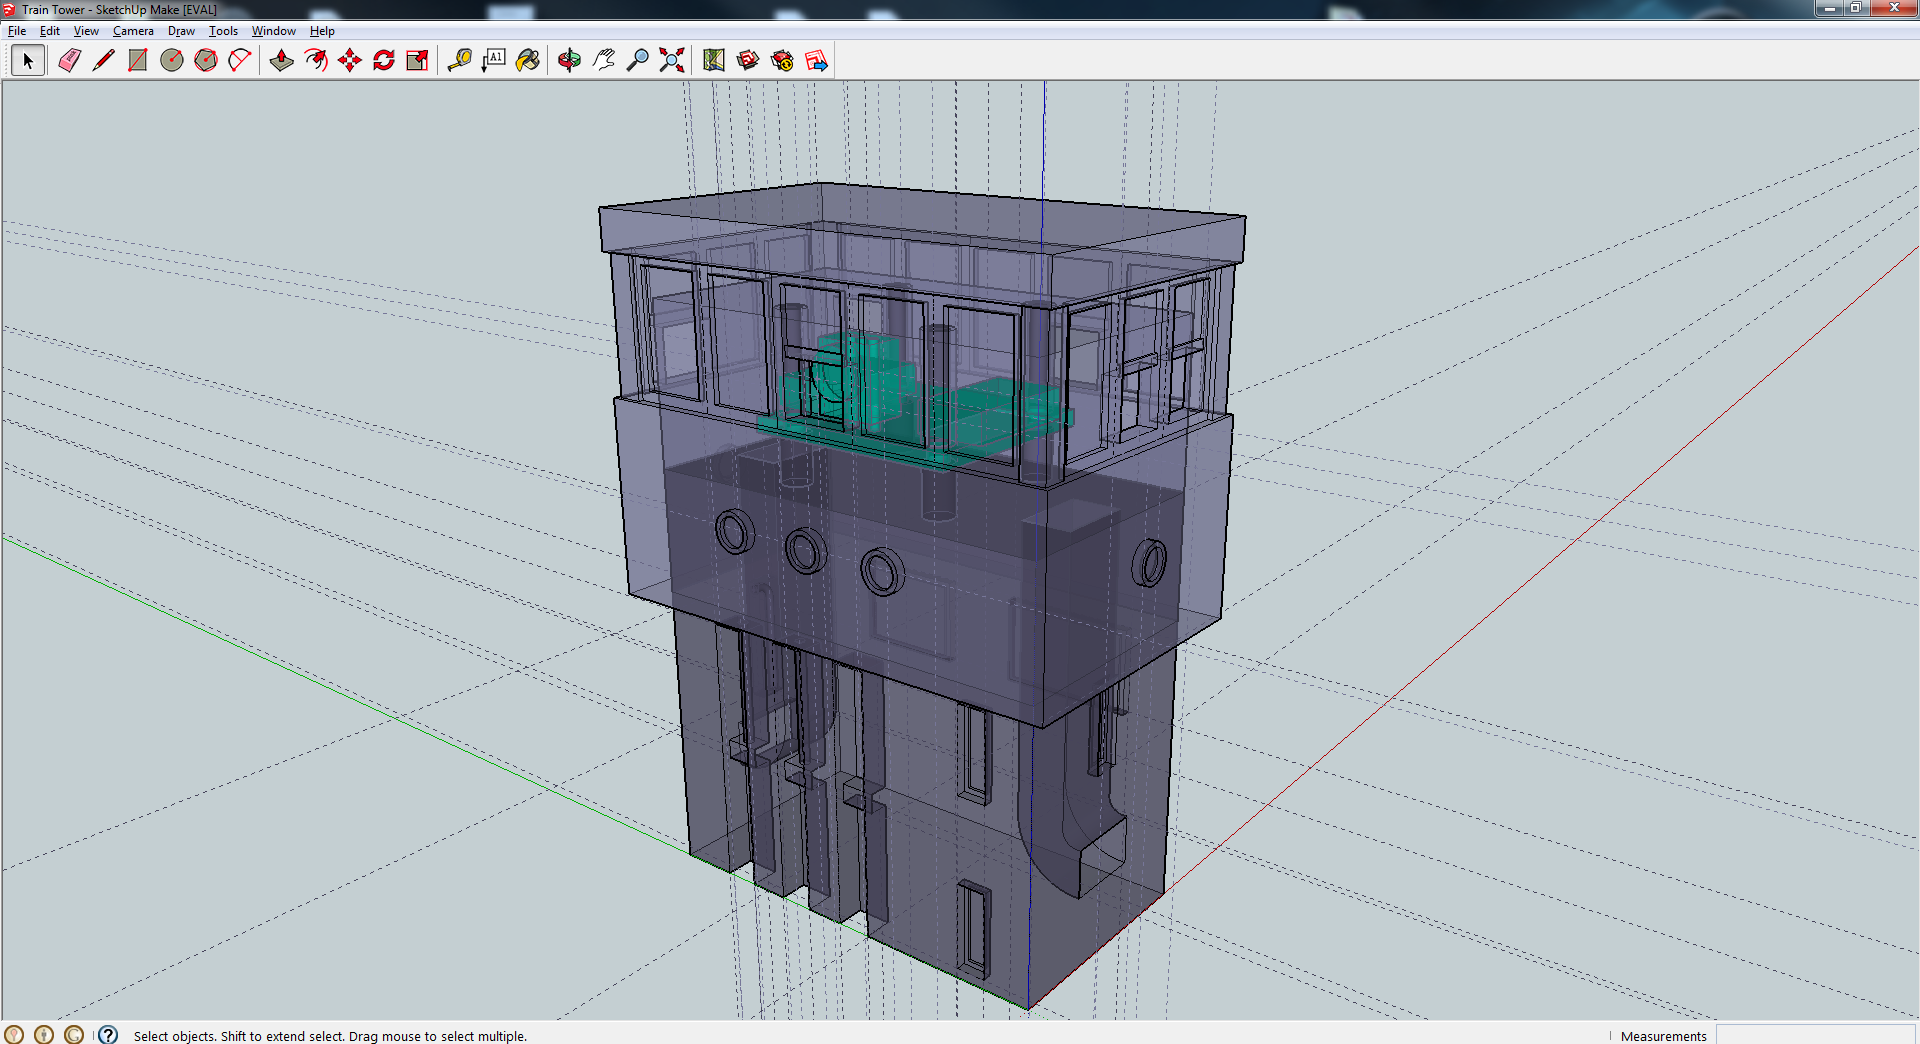 Train Tower - SketchUp Make [EVAL]
File Edit View Camera Draw Tools Window Help
A1
Select objects. Shift to extend select. Drag mouse to select multiple.
Measurements